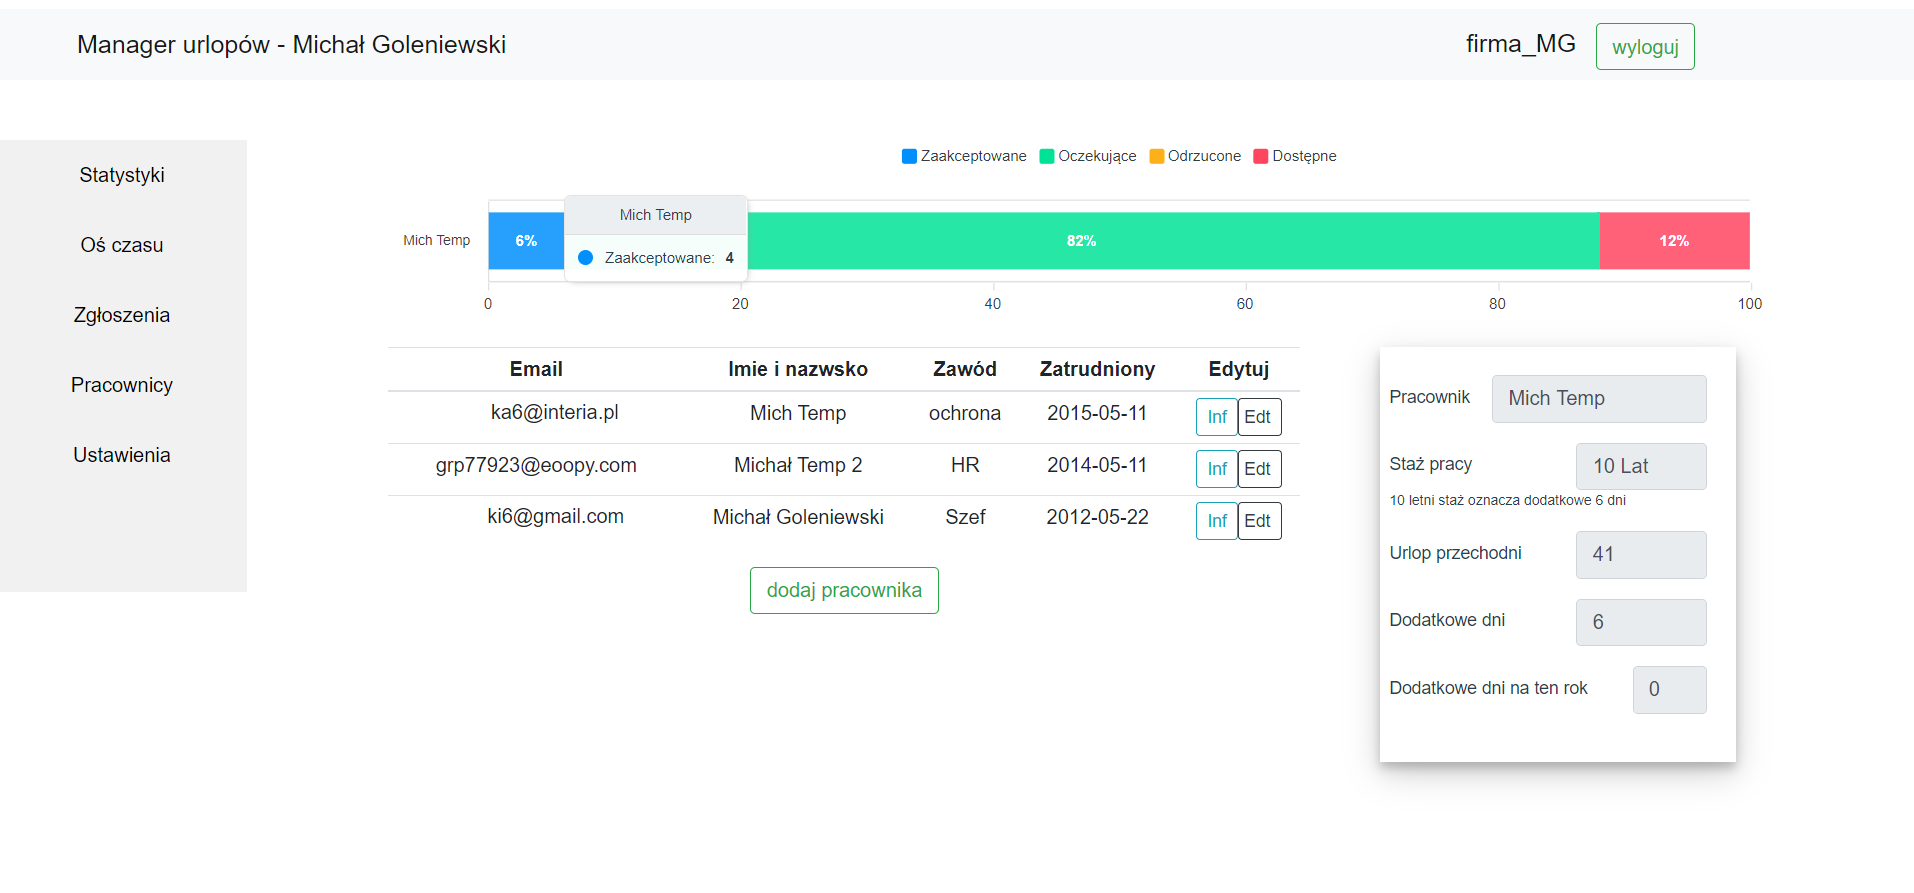 Manager urlopów - Michał Goleniewski
firma_MG wyloguj
Statystyki
Oś czasu
Zgłoszenia
Pracownicy
Ustawienia
Zaakceptowane Oczekujące Odrzucone Dostępne
Mich Temp
Mich Temp 6% 82% 12%
Zaakceptowane: 4
0 20 40 60 80 100
Email Imie i nazwsko Zawód Zatrudniony Edytuj
ka6@interia.pl Mich Temp ochrona 2015-05-11 Inf Edt
grp77923@eoopy.com Michał Temp 2 HR 2014-05-11 Inf Edt
ki6@gmail.com Michał Goleniewski Szef 2012-05-22 Inf Edt
dodaj pracownika
Pracownik Mich Temp
Staż pracy 10 Lat
10 letni staż oznacza dodatkowe 6 dni
Urlop przechodni 41
Dodatkowe dni 6
Dodatkowe dni na ten rok 0